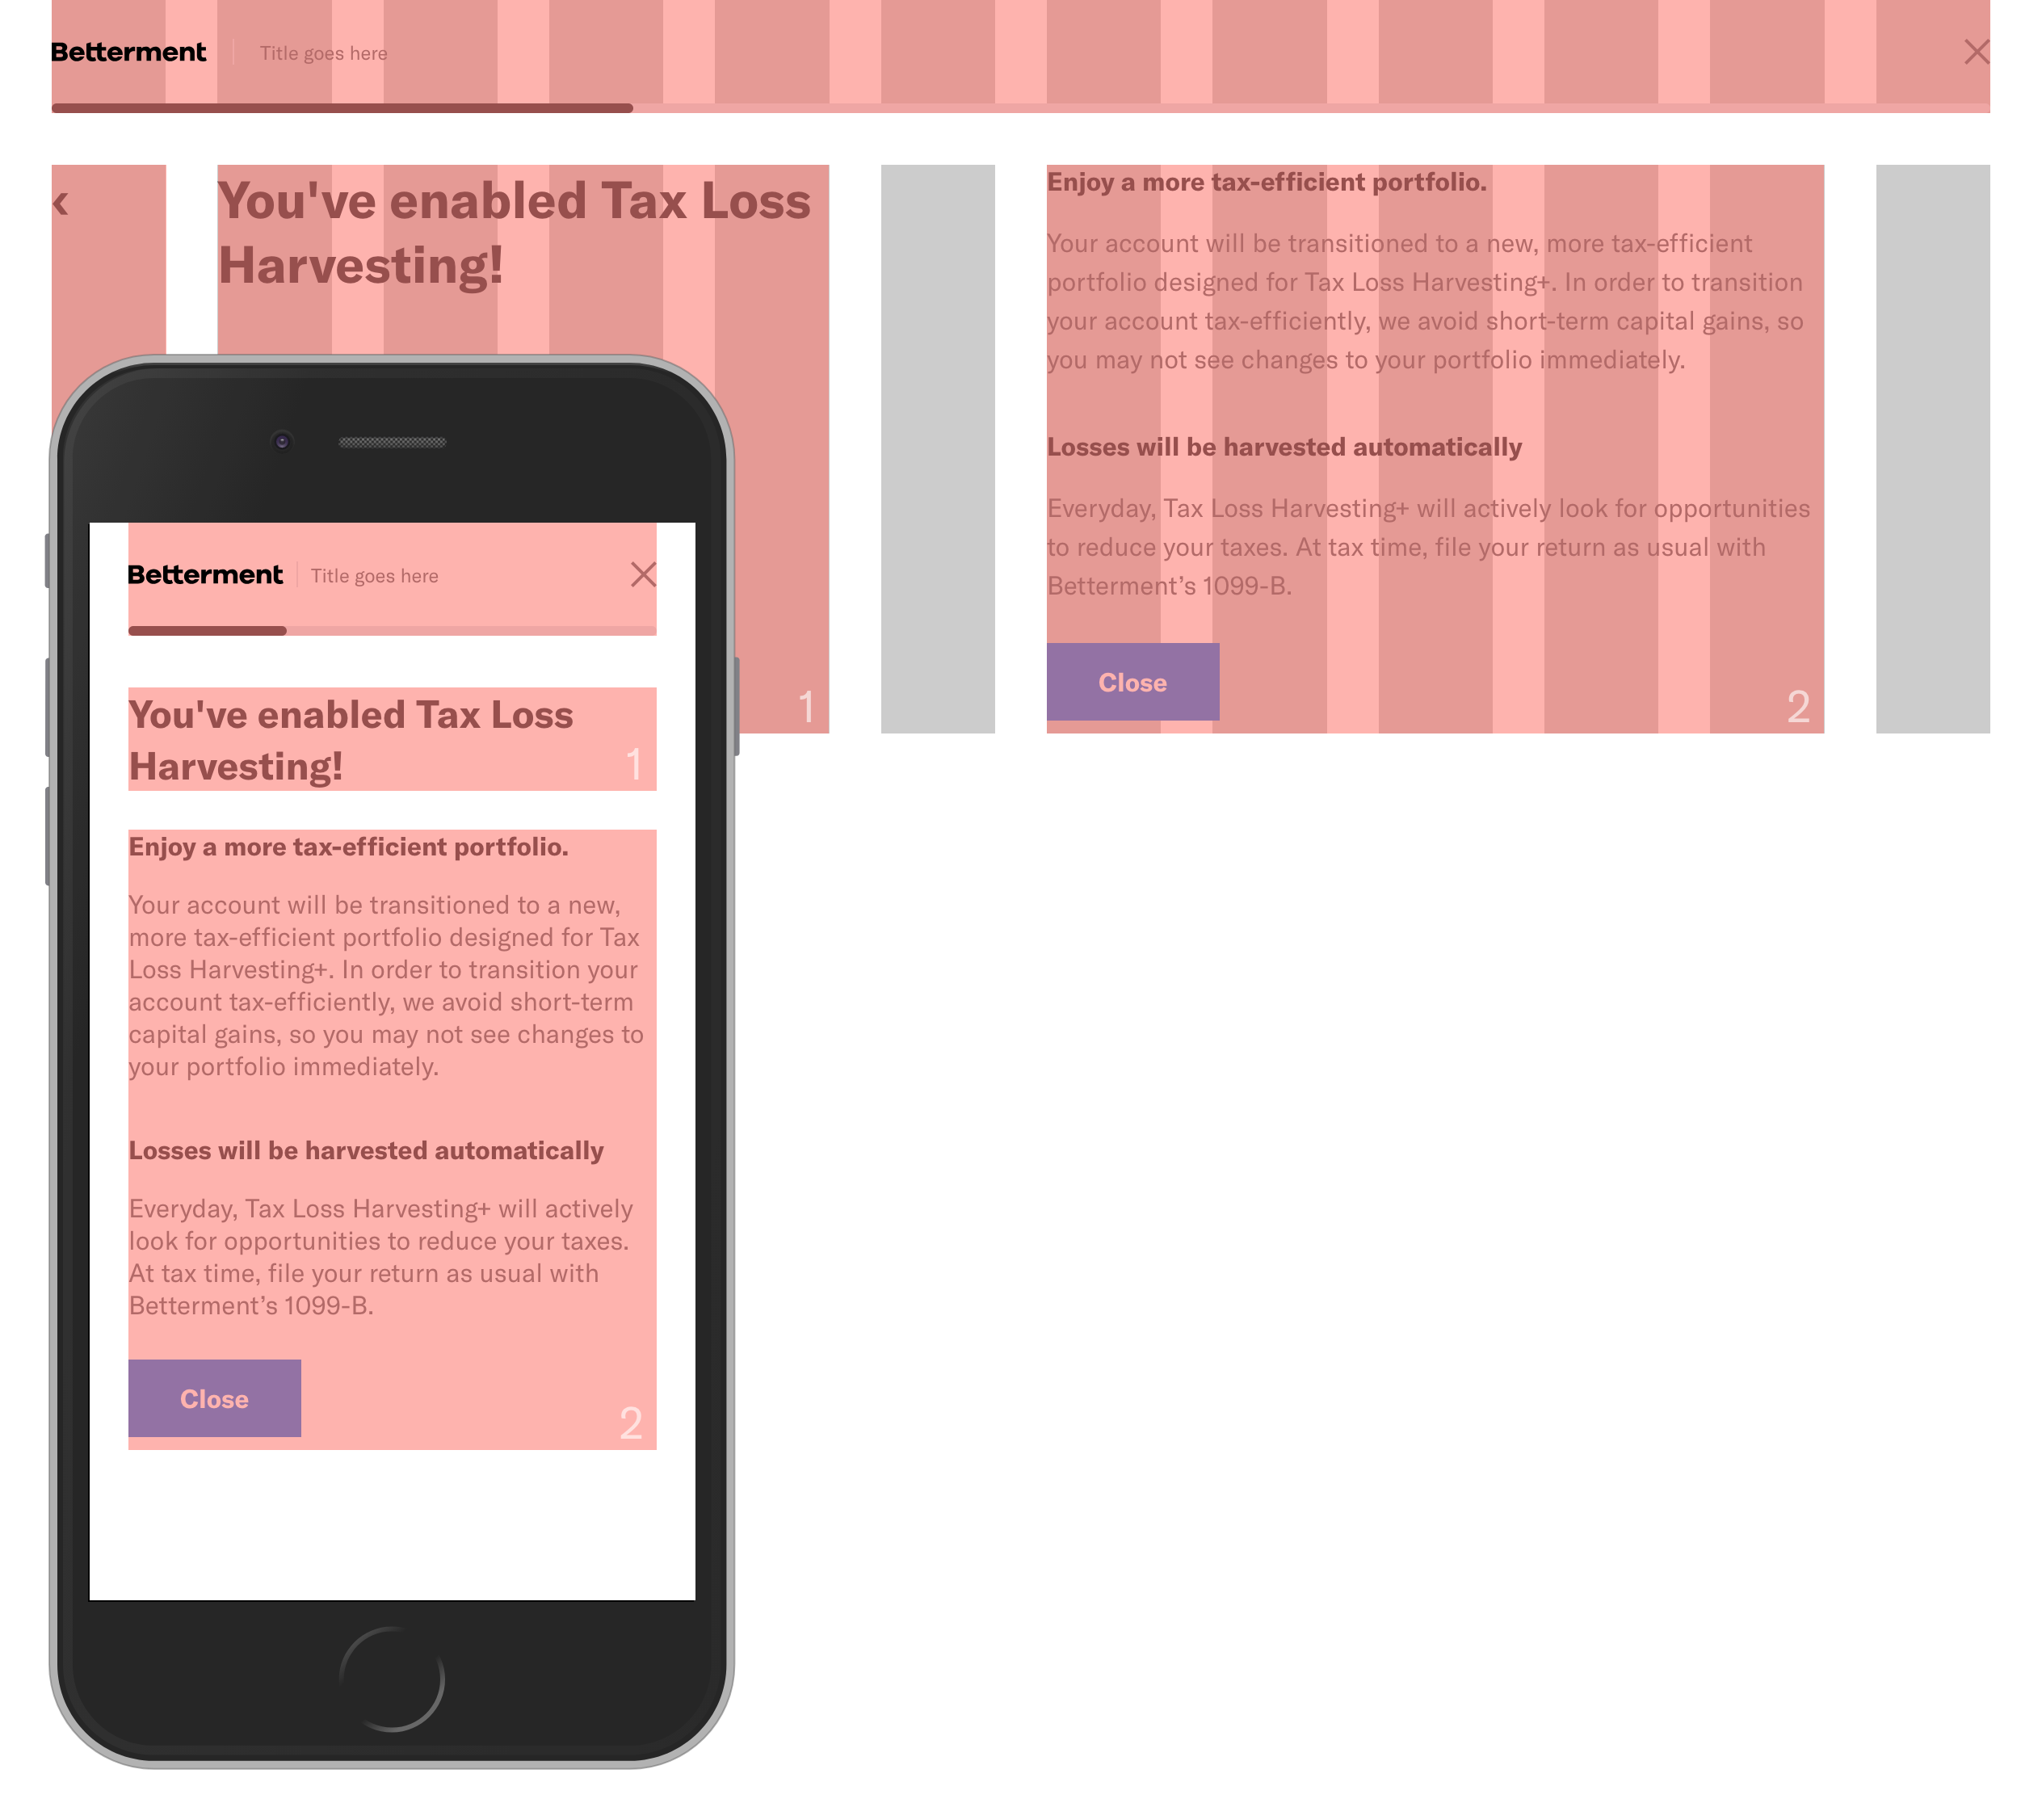 Betterment
Title goes here
‹
You've enabled Tax Loss
Harvesting!
1
Enjoy a more tax-efficient portfolio.
Your account will be transitioned to a new, more tax-efficient
portfolio designed for Tax Loss Harvesting+. In order to transition
your account tax-efficiently, we avoid short-term capital gains, so
you may not see changes to your portfolio immediately.
Losses will be harvested automatically
Everyday, Tax Loss Harvesting+ will actively look for opportunities
to reduce your taxes. At tax time, file your return as usual with
Betterment’s 1099-B.
Close
2
Betterment
Title goes here
You've enabled Tax Loss
Harvesting!
1
Enjoy a more tax-efficient portfolio.
Your account will be transitioned to a new,
more tax-efficient portfolio designed for Tax
Loss Harvesting+. In order to transition your
account tax-efficiently, we avoid short-term
capital gains, so you may not see changes to
your portfolio immediately.
Losses will be harvested automatically
Everyday, Tax Loss Harvesting+ will actively
look for opportunities to reduce your taxes.
At tax time, file your return as usual with
Betterment’s 1099-B.
Close
2